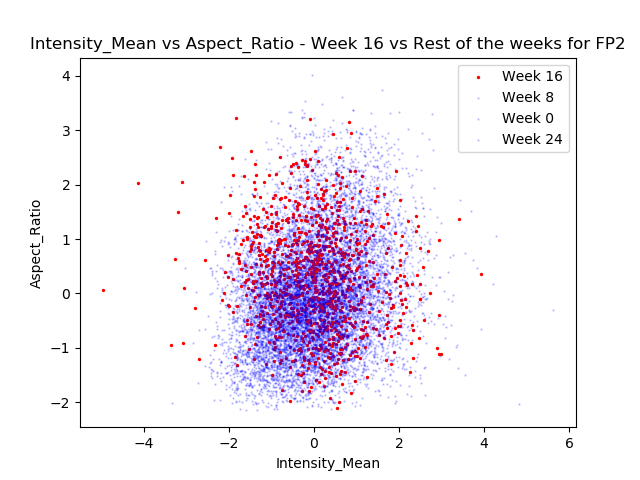 Intensity_Mean vs Aspect_Ratio - Week 16 vs Rest of the weeks for FP2
Week 16
Week 8
Week 0
Week 24
4
3
2
1
0
−1
−2
Aspect_Ratio
−4
−2
0
2
4
6
Intensity_Mean